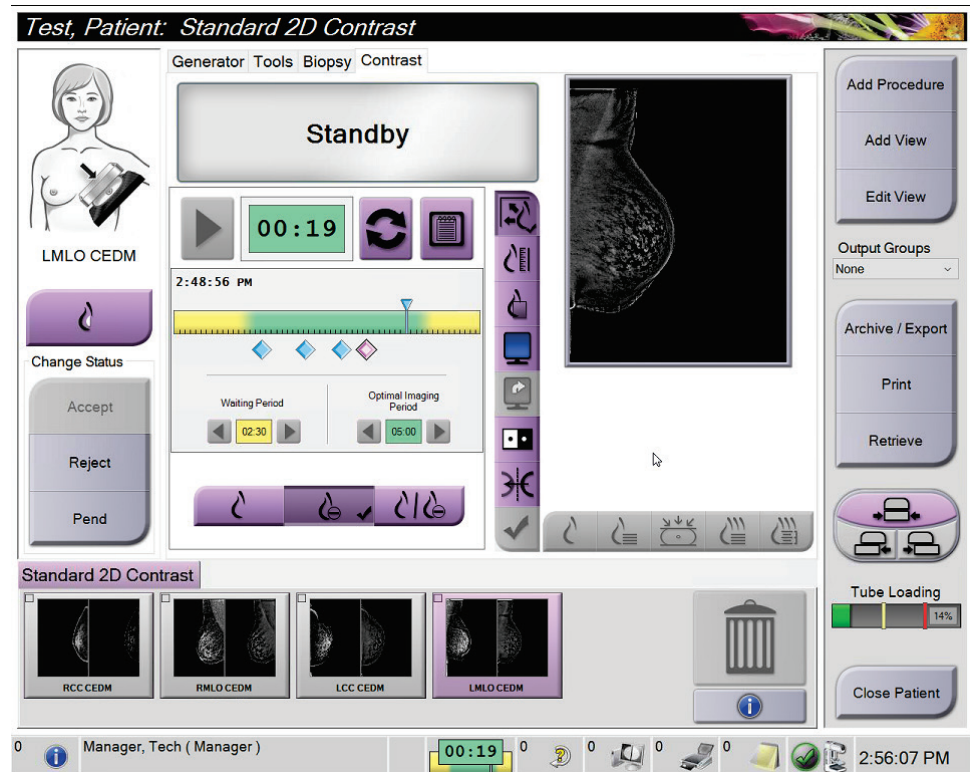 Test, Patient:  Standard 2D Contrast
Generator Tools Biopsy Contrast
Standby
00:19
2:48:56 PM
Waiting Period
Optimal Imaging
Period
02:30
05:00
LMLO CEDM
Change Status
Accept
Reject
Pend
Add Procedure
Add View
Edit View
Output Groups
None
Archive / Export
Print
Retrieve
Tube Loading
14%
Close Patient
Standard 2D Contrast
RCC CEDM
RMLO CEDM
LCC CEDM
LMLO CEDM
0
Manager, Tech ( Manager )
00:19
0
0
0
0
2:56:07 PM